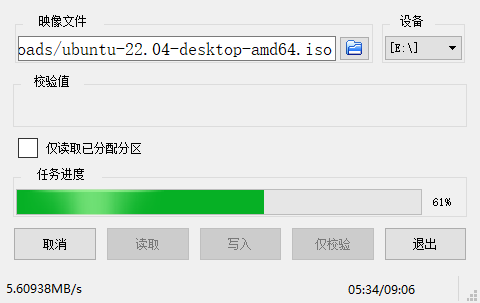 映像文件
设备
oads/ubuntu-22.04-desktop-amd64.iso
[E:\]
校验值
仅读取已分配分区
任务进度
61%
取消
读取
写入
仅校验
退出
5.60938MB/s
05:34/09:06